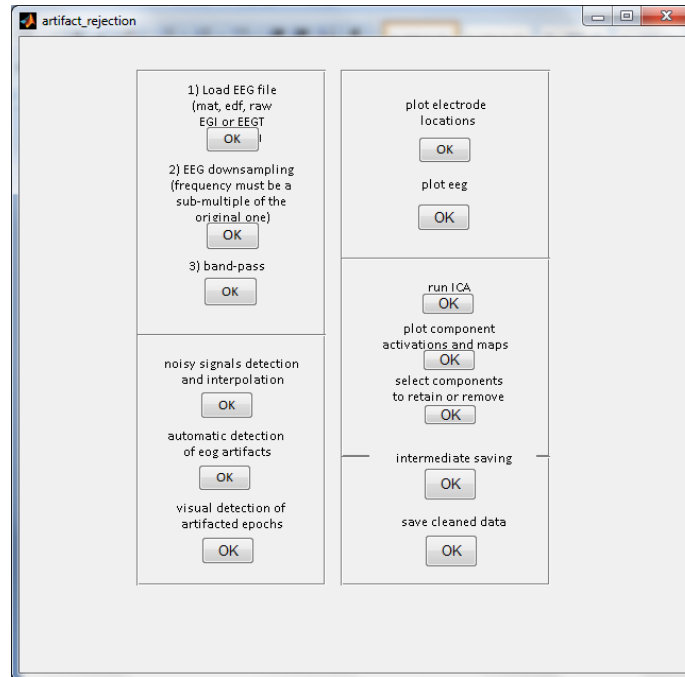 artifact_rejection
1) Load EEG file
(mat, edf, raw
EGI or EEGT
OK
2) EEG downsampling
(frequency must be a
sub-multiple of the
original one)
OK
3) band-pass
OK
noisy signals detection
and interpolation
OK
automatic detection
of eog artifacts
OK
visual detection of
artifacted epochs
OK
plot electrode
locations
OK
plot eeg
OK
run ICA
OK
plot component
activations and maps
OK
select components
to retain or remove
OK
intermediate saving
OK
save cleaned data
OK